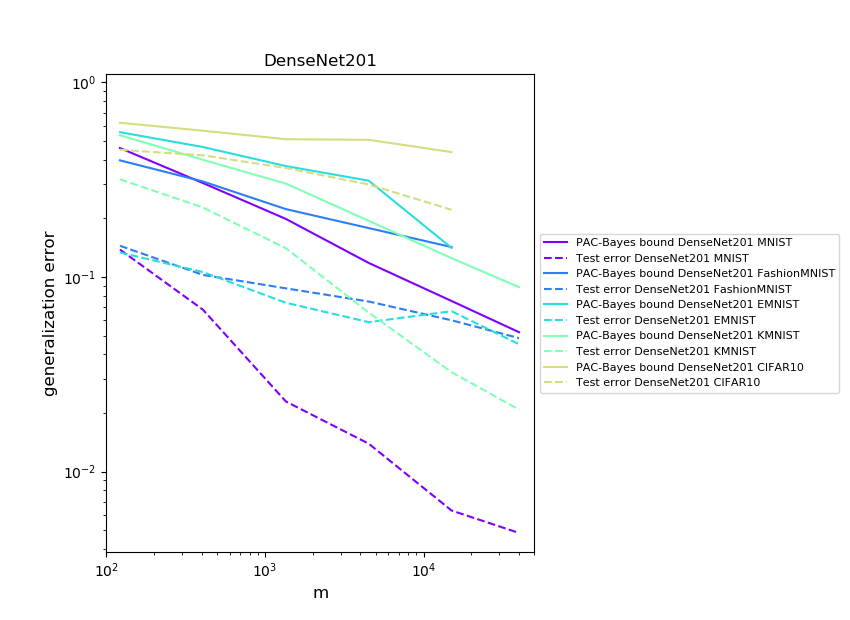 DenseNet201
10⁰
10⁻¹
10⁻²
generalization error
10²
10³
10⁴
m
PAC-Bayes bound DenseNet201 MNIST
Test error DenseNet201 MNIST
PAC-Bayes bound DenseNet201 FashionMNIST
Test error DenseNet201 FashionMNIST
PAC-Bayes bound DenseNet201 EMNIST
Test error DenseNet201 EMNIST
PAC-Bayes bound DenseNet201 KMNIST
Test error DenseNet201 KMNIST
PAC-Bayes bound DenseNet201 CIFAR10
Test error DenseNet201 CIFAR10